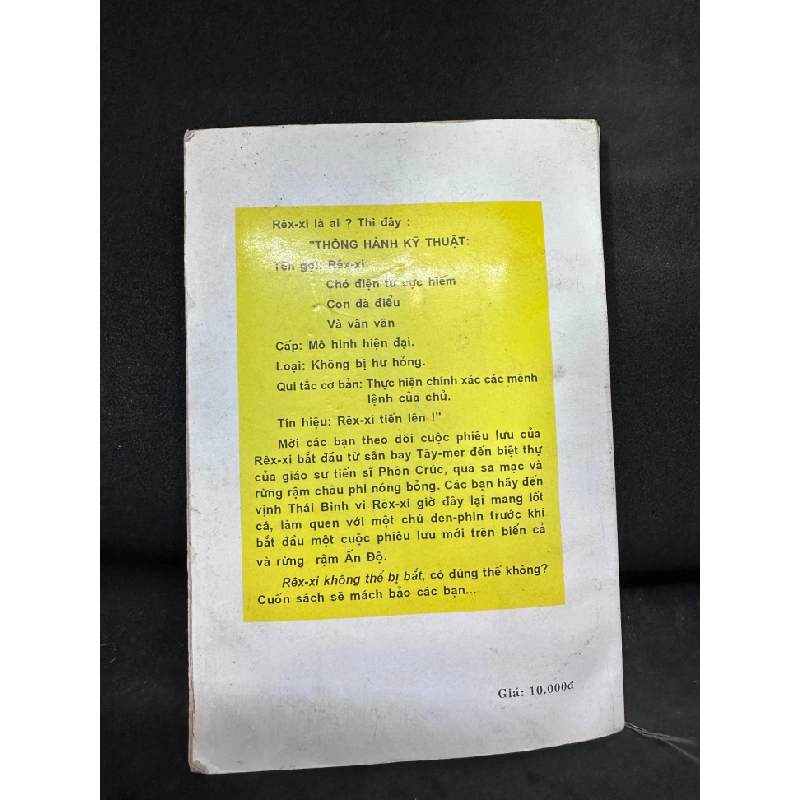 Rêx-xi là ai ? Thì đây :
"THÔNG HÀNH KỸ THUẬT:
Tên gọi: Rêx-xi
Chó điện tử cực hiếm
Con đà điểu
Và vân vân
Cấp: Mô hình hiện đại.
Loại: Không bị hư hỏng.
Qui tắc cơ bản: Thực hiện chính xác các mệnh
lệnh của chủ.
Tín hiệu: Rêx-xi tiến lên !"
Mời các bạn theo dõi cuộc phiêu lưu của
Rêx-xi bắt đầu từ sân bay Tây-mer đến biệt thự
của giáo sư tiến sĩ Phôn Crúc, qua sa mạc và
rừng rậm châu phi nóng bỏng. Các bạn hãy đến
vịnh Thái Bình vì Rêx-xi giờ đây lại mang lốt
cá, làm quen với một chú đen-phin trước khi
bắt đầu một cuộc phiêu lưu mới trên biển cả
và rừng rậm Ấn Độ.
Rêx-xi không thể bị bắt, có đúng thế không?
Cuốn sách sẽ mách bảo các bạn...
Giá: 10.000đ